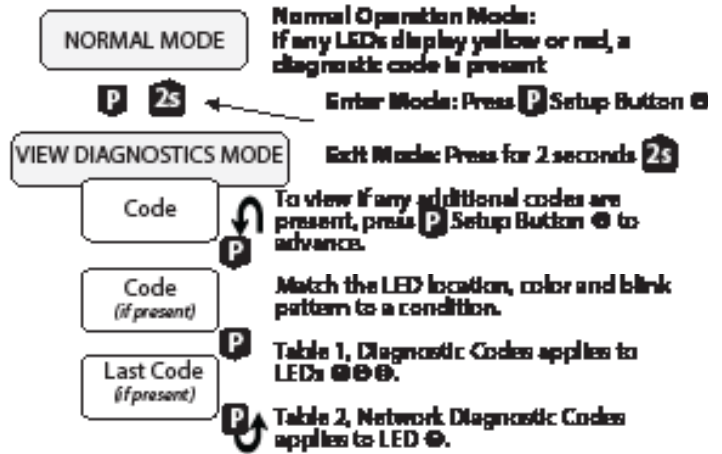 Normal Operation Mode:
NORMAL MODE
If any LEDs display yellow or red, a
diagnostic code is present
P 2s
Enter Mode: Press P Setup Button
VIEW DIAGNOSTICS MODE
Exit Mode: Press for 2 seconds 2s
Code
To view if any additional codes are
present, press P Setup Button to
advance.
P
Code
(if present)
Match the LED location, color and blink
pattern to a condition.
P
Last Code
(if present)
Table 1, Diagnostic Codes applies to
LEDs
P
Table 2, Network Diagnostic Codes
applies to LED